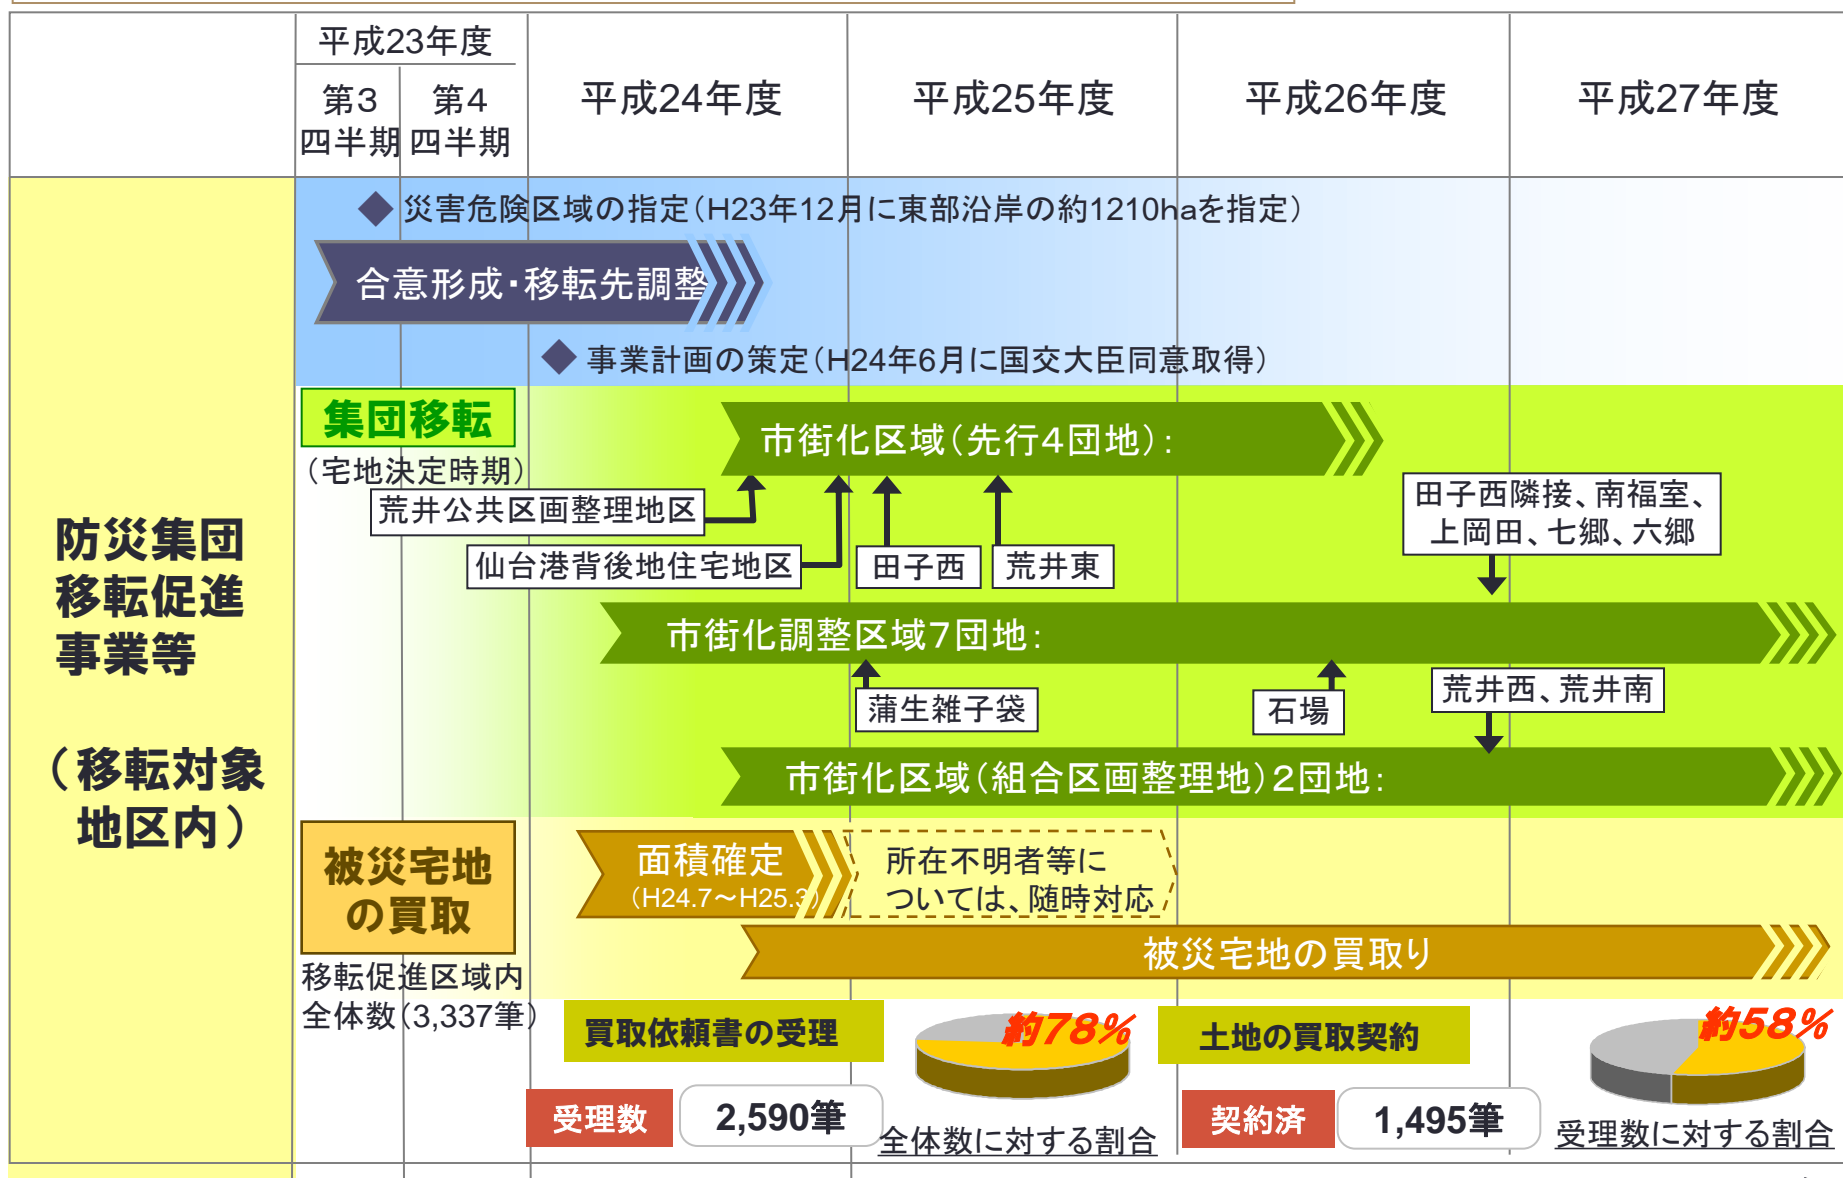 平成23年度
第3
四半期
第4
四半期
平成24年度
平成25年度
平成26年度
平成27年度
防災集団
移転促進
事業等
（移転対象
地区内）
◆ 災害危険区域の指定（H23年12月に東部沿岸の約1210haを指定）
合意形成・移転先調整
◆ 事業計画の策定（H24年6月に国交大臣同意取得）
集団移転
（宅地決定時期）
市街化区域（先行４団地）：
荒井公共区画整理地区
仙台港背後地住宅地区
田子西
荒井東
田子西隣接、南福室、
上岡田、七郷、六郷
市街化調整区域７団地：
蒲生雑子袋
石場
荒井西、荒井南
市街化区域（組合区画整理地）２団地：
被災宅地
の買取
面積確定
（H24.7～H25.3）
所在不明者等に
ついては、随時対応
被災宅地の買取り
移転促進区域内
全体数（3,337筆）
買取依頼書の受理
約78%
受理数
2,590筆
全体数に対する割合
土地の買取契約
約58%
契約済
1,495筆
受理数に対する割合